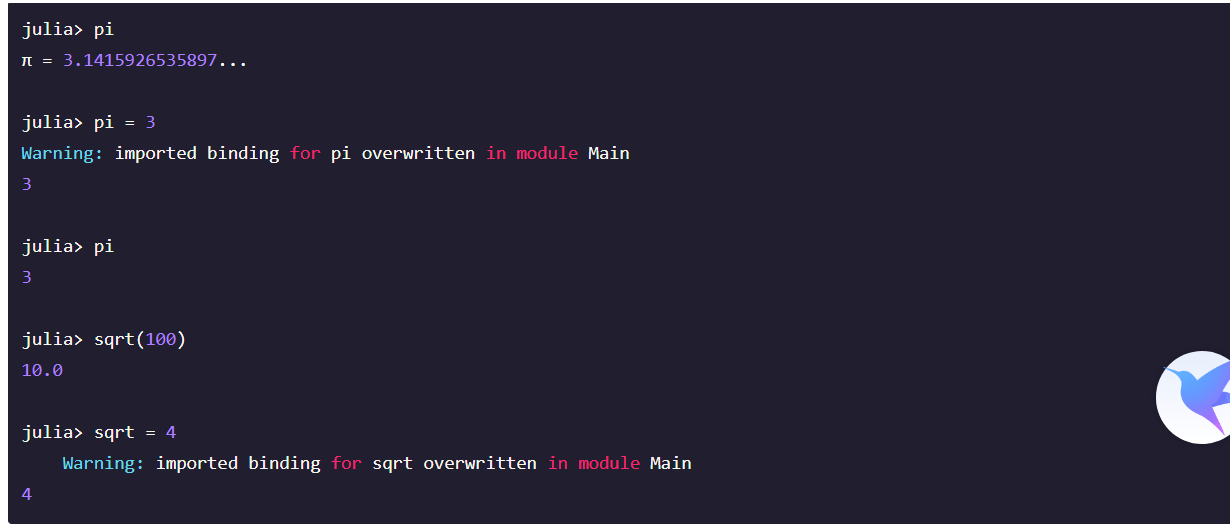 julia> pi
π = 3.1415926535897...
julia> pi = 3
Warning: imported binding for pi overwritten in module Main
3
julia> pi
3
julia> sqrt(100)
10.0
julia> sqrt = 4
Warning: imported binding for sqrt overwritten in module Main
4